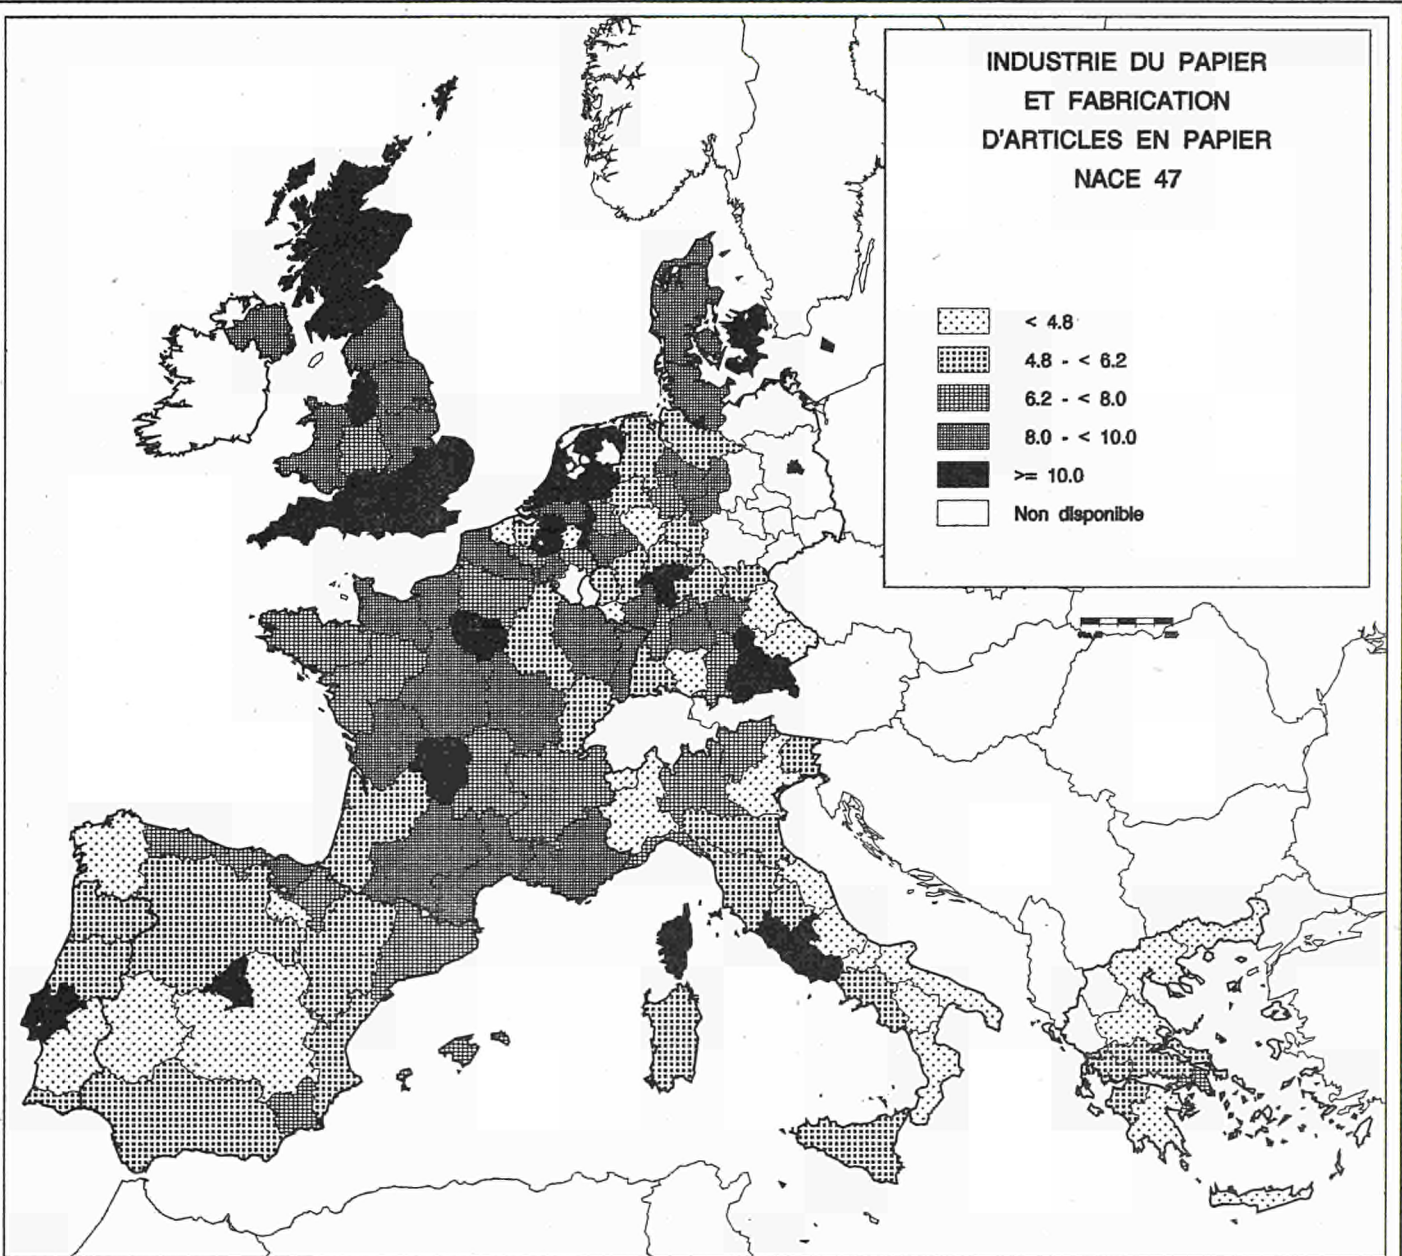 INDUSTRIE DU PAPIER
ET FABRICATION
D'ARTICLES EN PAPIER
NACE 47
< 4.8
4.8 - < 6.2
6.2 - < 8.0
8.0 - < 10.0
>= 10.0
Non disponible